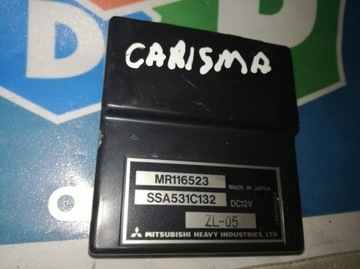 CARISMA
MR116523
MADE IN JAPAN
SSA531C132
DC12V
ZL-05
MITSUBISHI HEAVY INDUSTRIES, LTD